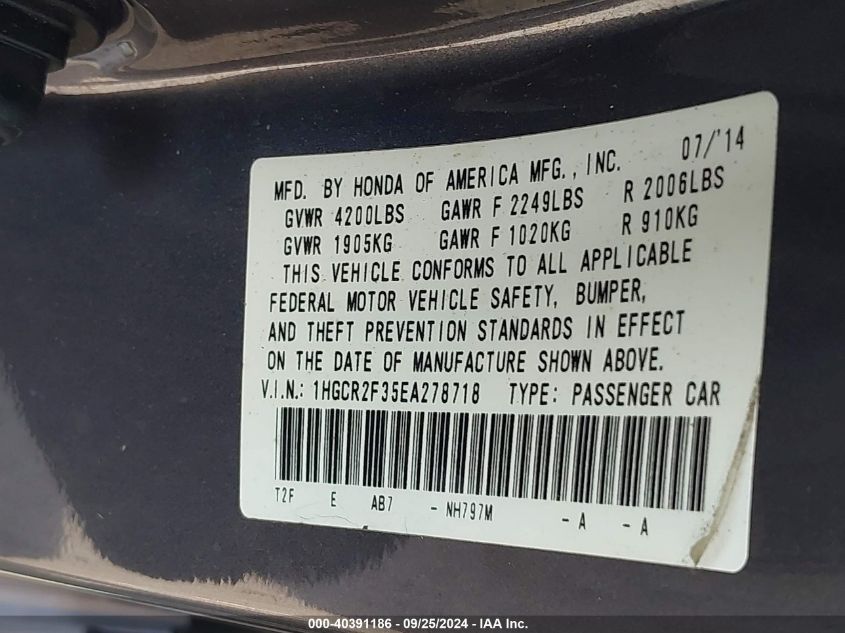 07/'14
MFD. BY HONDA OF AMERICA MFG., INC.
GVWR 4200LBS GAWR F 2249LBS R 2006LBS
GVWR 1905KG GAWR F 1020KG R 910KG
THIS VEHICLE CONFORMS TO ALL APPLICABLE
FEDERAL MOTOR VEHICLE SAFETY, BUMPER,
AND THEFT PREVENTION STANDARDS IN EFFECT
ON THE DATE OF MANUFACTURE SHOWN ABOVE.
V.I.N.: 1HGCR2F35EA278718 TYPE: PASSENGER CAR
T2F E AB7 - NH797M - A - A
000-40391186 - 09/25/2024 - IAA Inc.